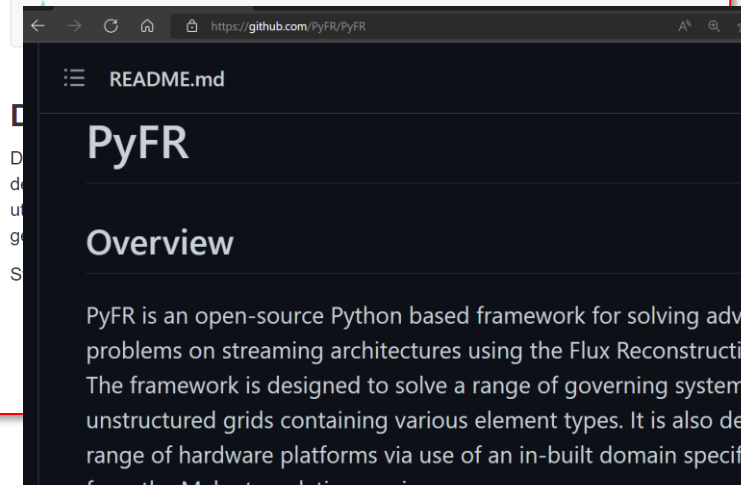 https://github.com/PyFR/PyFR
README.md
PyFR
Overview
PyFR is an open-source Python based framework for solving adv
problems on streaming architectures using the Flux Reconstructi
The framework is designed to solve a range of governing system
unstructured grids containing various element types. It is also de
range of hardware platforms via use of an in-built domain specif
D
D
de
ut
ge
S